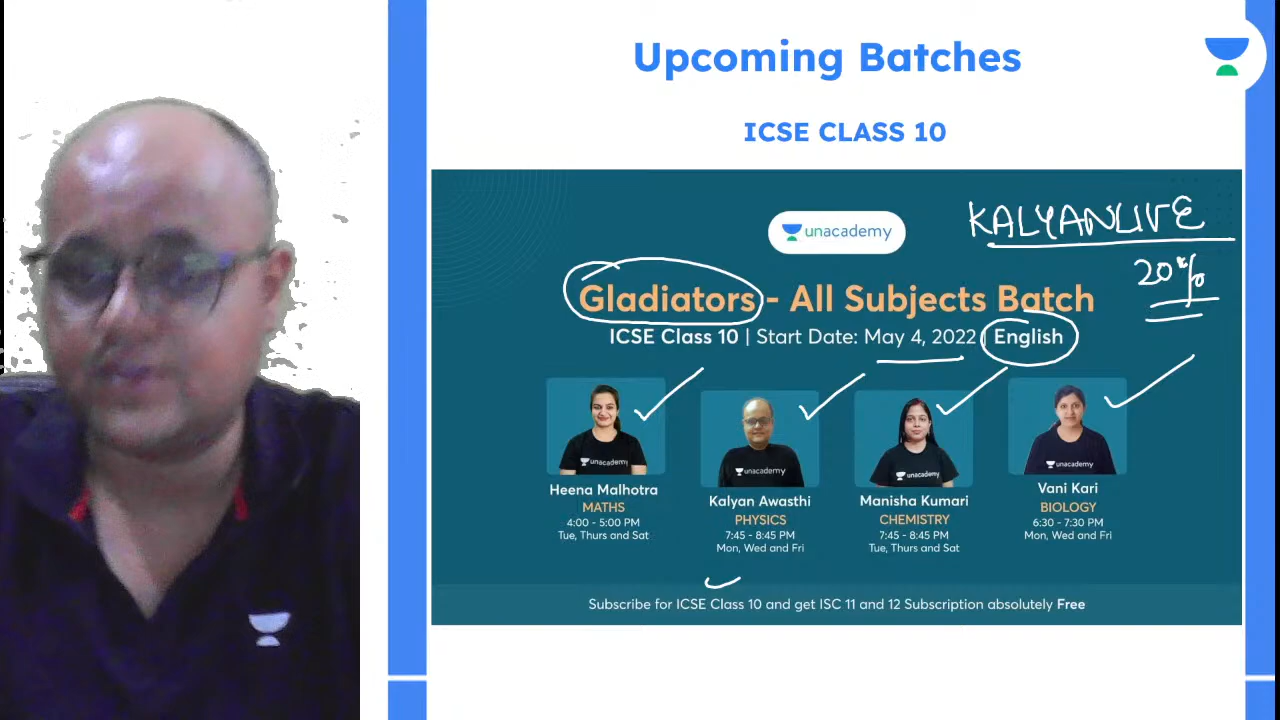 Upcoming Batches
ICSE CLASS 10
unacademy
KALYANLIVE
20%
Gladiators - All Subjects Batch
ICSE Class 10 | Start Date: May 4, 2022 | English
unacademy
unacademy
unacademy
unacademy
Heena Malhotra
MATHS
4:00 - 5:00 PM
Tue, Thurs and Sat
Kalyan Awasthi
PHYSICS
7:45 - 8:45 PM
Mon, Wed and Fri
Manisha Kumari
CHEMISTRY
7:45 - 8:45 PM
Tue, Thurs and Sat
Vani Kari
BIOLOGY
6:30 - 7:30 PM
Mon, Wed and Fri
Subscribe for ICSE Class 10 and get ISC 11 and 12 Subscription absolutely Free